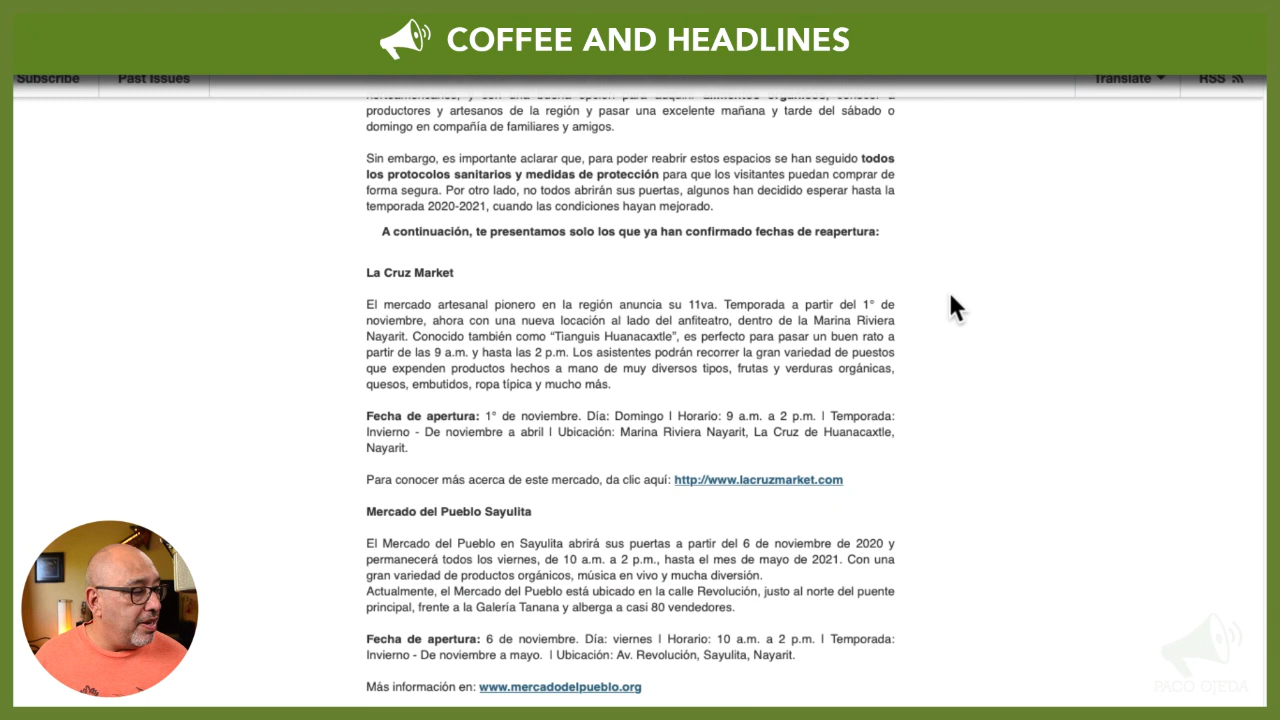 COFFEE AND HEADLINES
Subscribe
Past Issues
Translate
RSS
productores y artesanos de la región y pasar una excelente mañana y tarde del sábado o
domingo en compañía de familiares y amigos.
Sin embargo, es importante aclarar que, para poder reabrir estos espacios se han seguido todos
los protocolos sanitarios y medidas de protección para que los visitantes puedan comprar de
forma segura. Por otro lado, no todos abrirán sus puertas, algunos han decidido esperar hasta la
temporada 2020-2021, cuando las condiciones hayan mejorado.
A continuación, te presentamos solo los que ya han confirmado fechas de reapertura:
La Cruz Market
El mercado artesanal pionero en la región anuncia su 11va. Temporada a partir del 1° de
noviembre, ahora con una nueva locación al lado del anfiteatro, dentro de la Marina Riviera
Nayarit. Conocido también como “Tianguis Huanacaxtle”, es perfecto para pasar un buen rato a
partir de las 9 a.m. y hasta las 2 p.m. Los asistentes podrán recorrer la gran variedad de puestos
que expenden productos hechos a mano de muy diversos tipos, frutas y verduras orgánicas,
quesos, embutidos, ropa típica y mucho más.
Fecha de apertura: 1° de noviembre. Día: Domingo | Horario: 9 a.m. a 2 p.m. | Temporada:
Invierno - De noviembre a abril | Ubicación: Marina Riviera Nayarit, La Cruz de Huanacaxtle,
Nayarit.
Para conocer más acerca de este mercado, da clic aquí: http://www.lacruzmarket.com
Mercado del Pueblo Sayulita
El Mercado del Pueblo en Sayulita abrirá sus puertas a partir del 6 de noviembre de 2020 y
permanecerá todos los viernes, de 10 a.m. a 2 p.m., hasta el mes de mayo de 2021. Con una
gran variedad de productos orgánicos, música en vivo y mucha diversión.
Actualmente, el Mercado del Pueblo está ubicado en la calle Revolución, justo al norte del puente
principal, frente a la Galería Tanana y alberga a casi 80 vendedores.
Fecha de apertura: 6 de noviembre. Día: viernes | Horario: 10 a.m. a 2 p.m. | Temporada:
Invierno - De noviembre a mayo. | Ubicación: Av. Revolución, Sayulita, Nayarit.
Más información en: www.mercadodelpueblo.org
PACO OJEDA